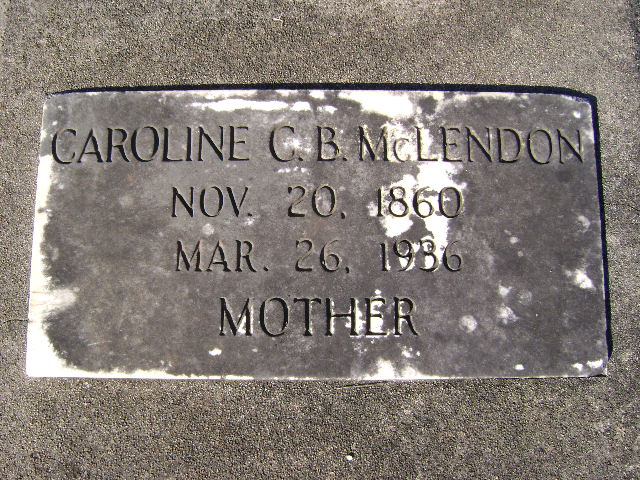 CAROLINE C. B. McLENDON
NOV. 20, 1860
MAR. 26, 1936
MOTHER